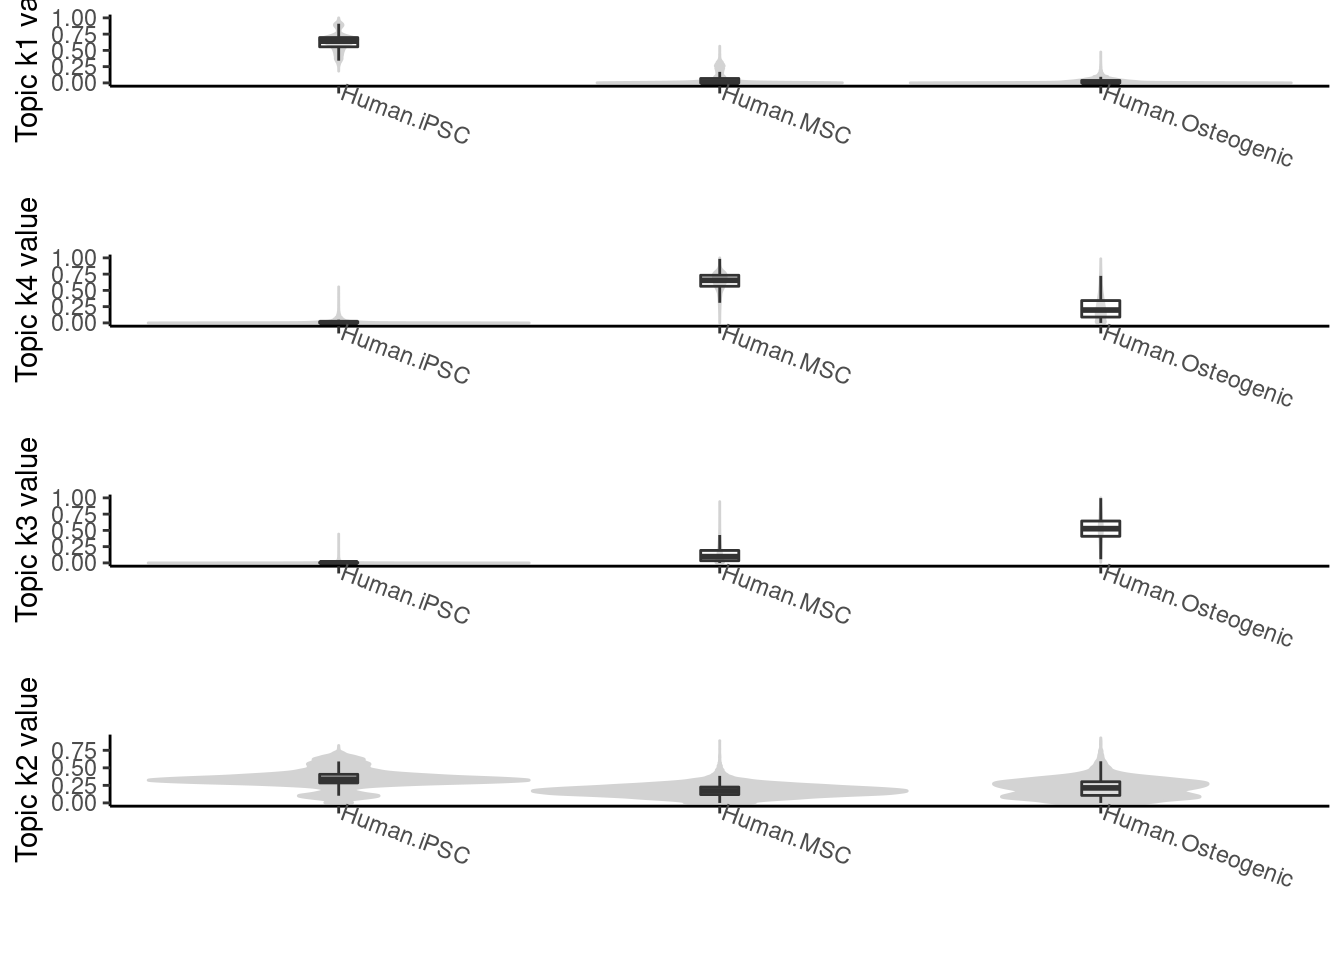 Topic k1 va
1.00
0.75
0.50
0.25
0.00
Human.iPSC
Human.MSC
Human.Osteogenic
Topic k4 value
1.00
0.75
0.50
0.25
0.00
Human.iPSC
Human.MSC
Human.Osteogenic
Topic k3 value
1.00
0.75
0.50
0.25
0.00
Human.iPSC
Human.MSC
Human.Osteogenic
Topic k2 value
0.75
0.50
0.25
0.00
Human.iPSC
Human.MSC
Human.Osteogenic